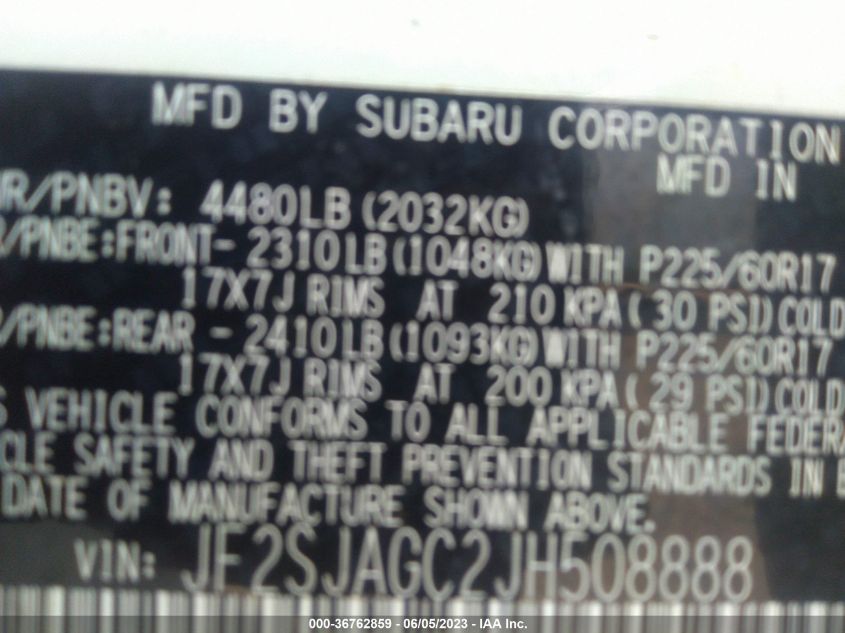 MFD BY SUBARU CORPORATION
MFD IN
R/PNBV: 4480LB (2032KG)
R/PNBE:FRONT- 2310LB(1048KG)WITH P225/60R17
17X7J RIMS AT 210 KPA( 30 PSI)COLD
R/PNBE:REAR - 2410LB(1093KG)WITH P225/60R17
17X7J RIMS AT 200 KPA( 29 PSI)COLD
S VEHICLE CONFORMS TO ALL APPLICABLE FEDERA
CLE SAFETY AND THEFT PREVENTION STANDARDS IN E
DATE OF MANUFACTURE SHOWN ABOVE.
VIN: JF2SJAGC2JH508888
000-36762859 - 06/05/2023 - IAA Inc.